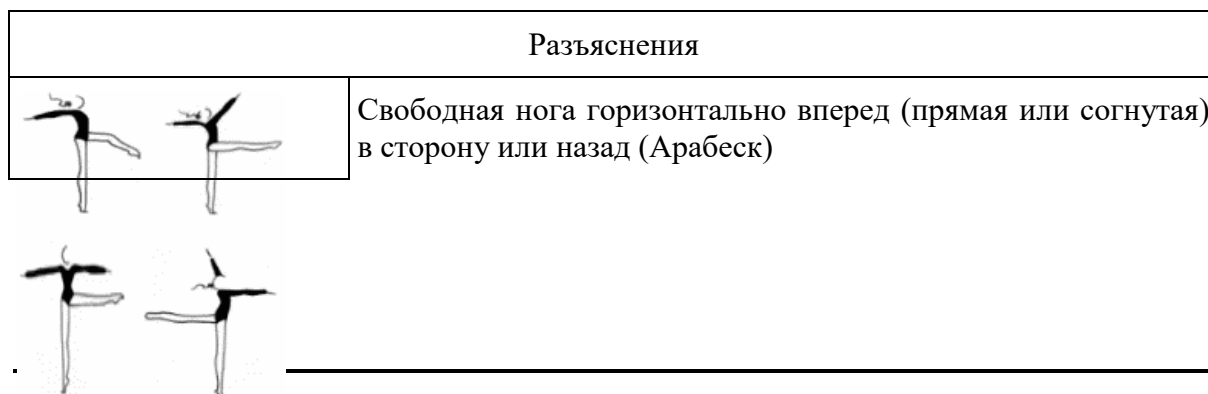 Разъяснения
Свободная нога горизонтально вперед (прямая или согнутая)
в сторону или назад (Арабеск)